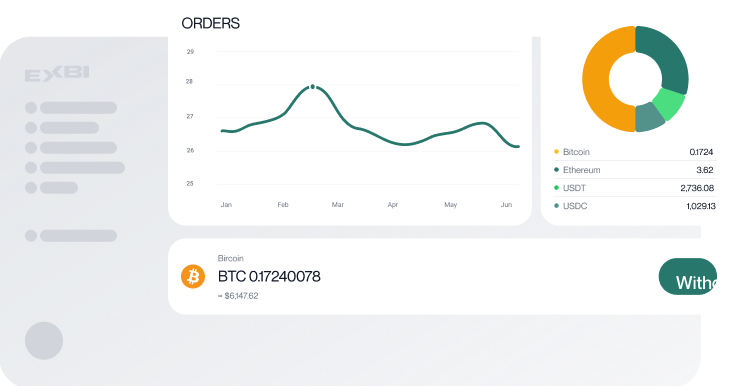 ORDERS
EXBI
29
28
27
26
25
Jan Feb Mar Apr May Jun
Bitcoin 0.1724
Ethereum 3.62
USDT 2,736.08
USDC 1,029.13
Bircoin
BTC 0.17240078
≈ $6,147.62